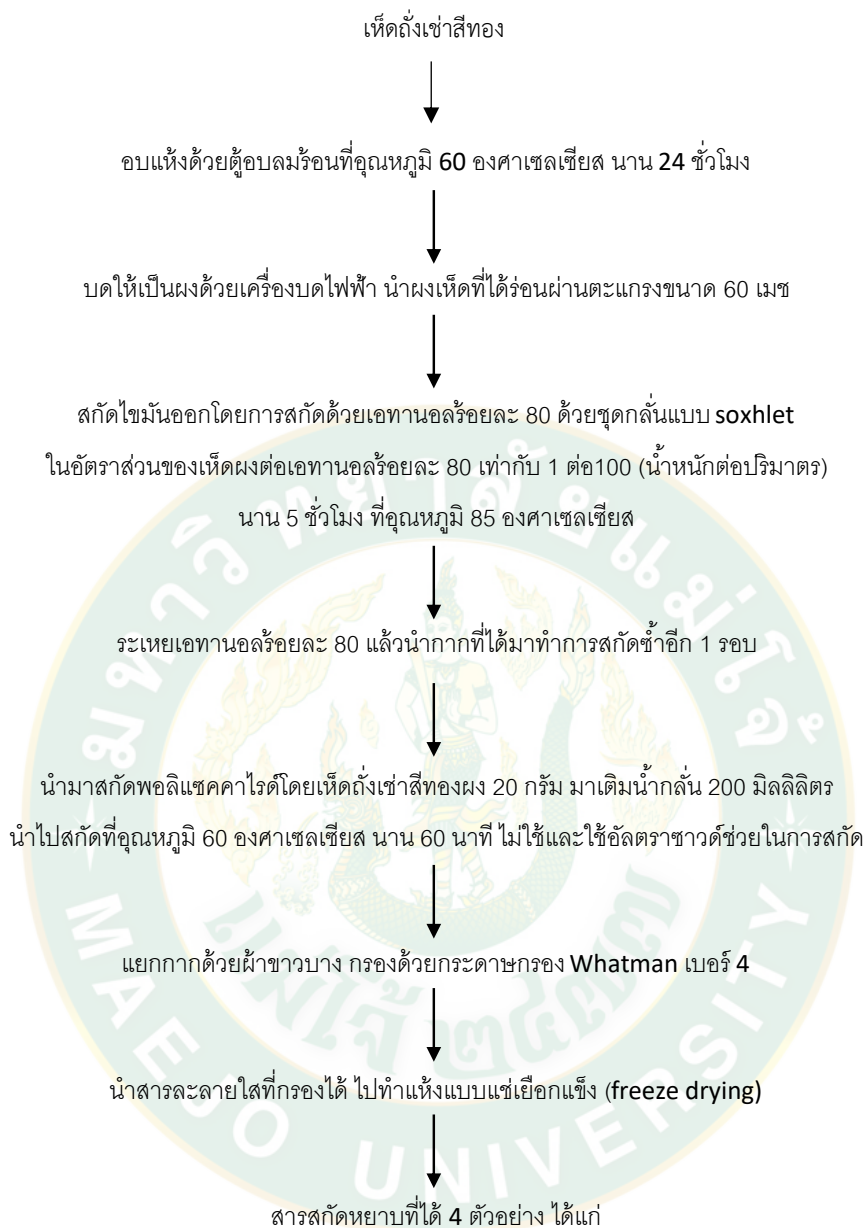 เห็ดถั่งเช่าสีทอง
อบแห้งด้วยตู้อบลมร้อนที่อุณหภูมิ 60 องศาเซลเซียส นาน 24 ชั่วโมง
บดให้เป็นผงด้วยเครื่องบดไฟฟ้า นำผงเห็ดที่ได้ร่อนผ่านตะแกรงขนาด 60 เมช
สกัดไขมันออกโดยการสกัดด้วยเอทานอลร้อยละ 80 ด้วยชุดกลั่นแบบ soxhlet
ในอัตราส่วนของเห็ดผงต่อเอทานอลร้อยละ 80 เท่ากับ 1 ต่อ100 (น้ำหนักต่อปริมาตร)
นาน 5 ชั่วโมง ที่อุณหภูมิ 85 องศาเซลเซียส
ระเหยเอทานอลร้อยละ 80 แล้วนำกากที่ได้มาทำการสกัดซ้ำอีก 1 รอบ
นำมาสกัดพอลิแซคคาไรด์โดยเห็ดถั่งเช่าสีทองผง 20 กรัม มาเติมน้ำกลั่น 200 มิลลิลิตร
นำไปสกัดที่อุณหภูมิ 60 องศาเซลเซียส นาน 60 นาที ไม่ใช้และใช้อัลตราซาวด์ช่วยในการสกัด
แยกกากด้วยผ้าขาวบาง กรองด้วยกระดาษกรอง Whatman เบอร์ 4
นำสารละลายใสที่กรองได้ ไปทำแห้งแบบแช่เยือกแข็ง (freeze drying)
สารสกัดหยาบที่ได้ 4 ตัวอย่าง ได้แก่
มหาวิทยาลัยแม่โจ้
แม่โจ้ ๒๔๗๗
MAEJO UNIVERSITY